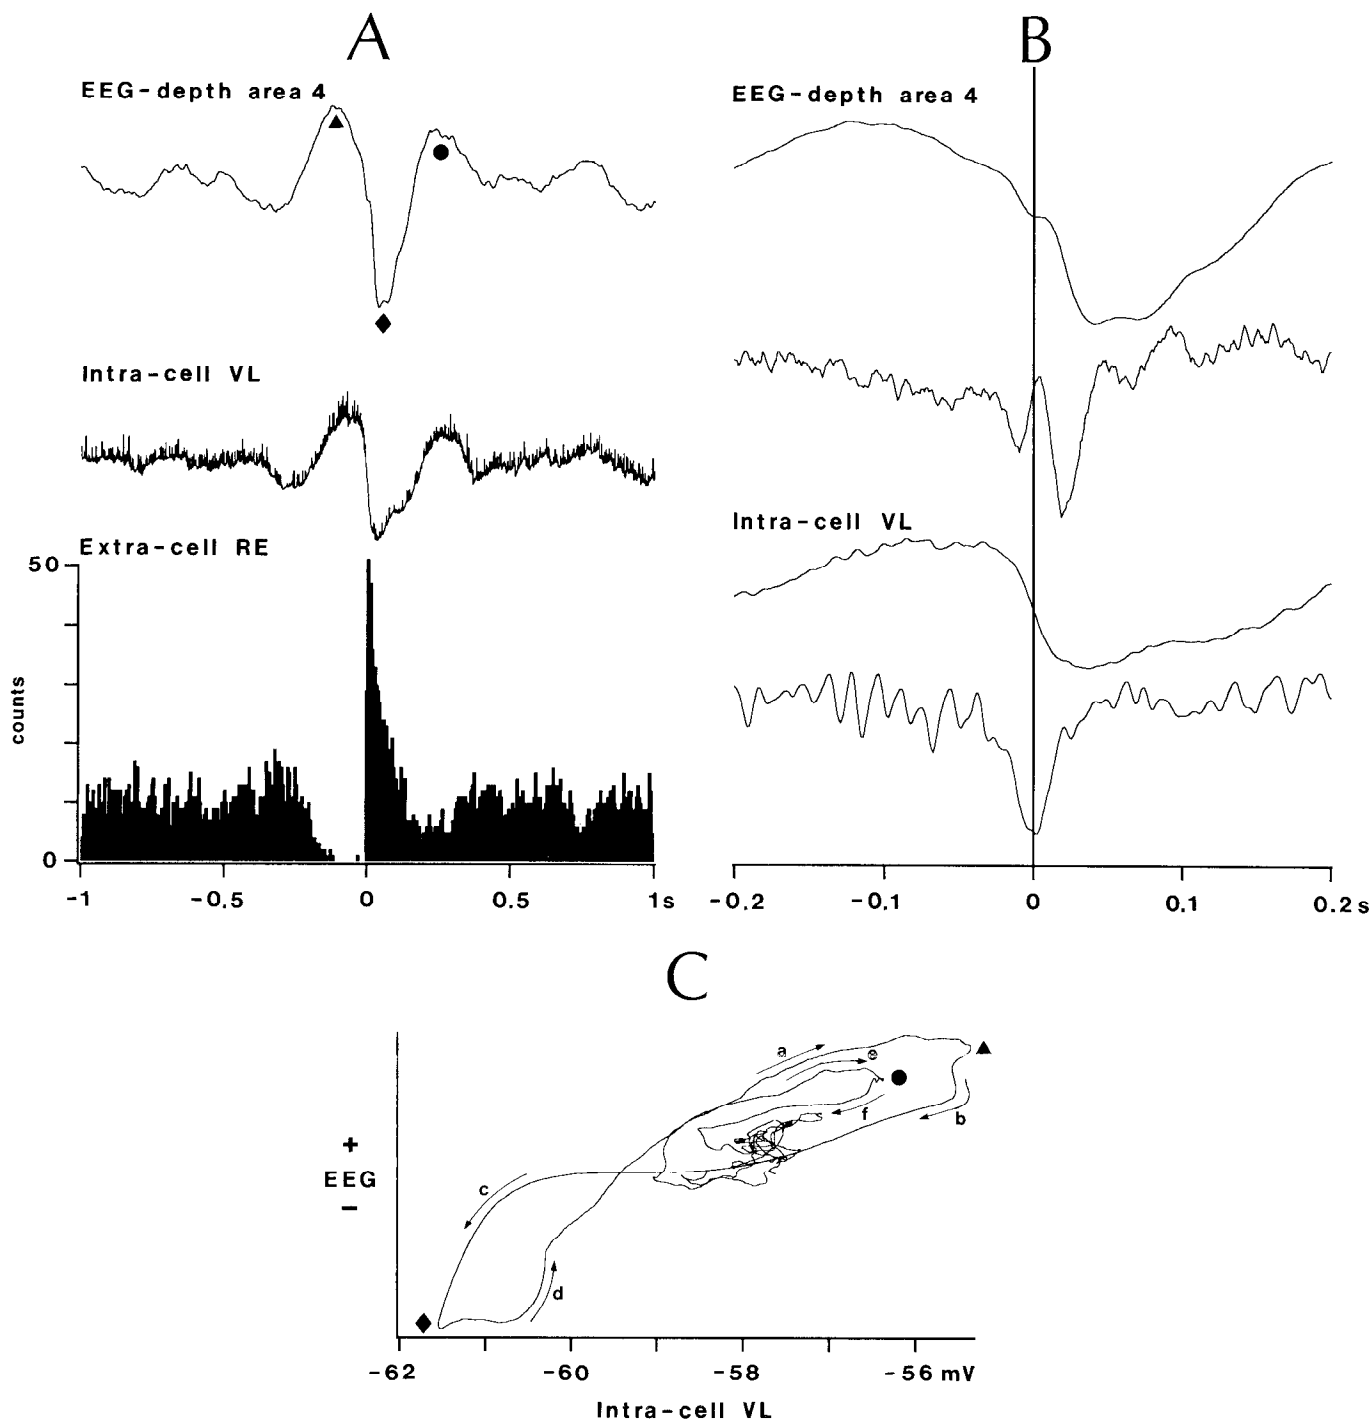 A
B
EEG-depth area 4
EEG-depth area 4
Intra-cell VL
Intra-cell VL
Extra-cell RE
50
counts
0
-1 -0.5 0 0.5 1s
-0.2 -0.1 0 0.1 0.2s
C
a
e
f
b
c
d
+
EEG
-
-62 -60 -58 -56 mV
Intra-cell VL